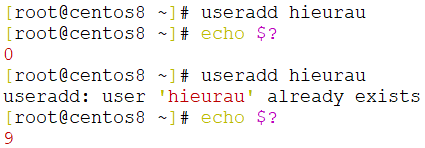 [root@centos8 ~]# useradd hieurau
[root@centos8 ~]# echo $?
0
[root@centos8 ~]# useradd hieurau
useradd: user 'hieurau' already exists
[root@centos8 ~]# echo $?
9